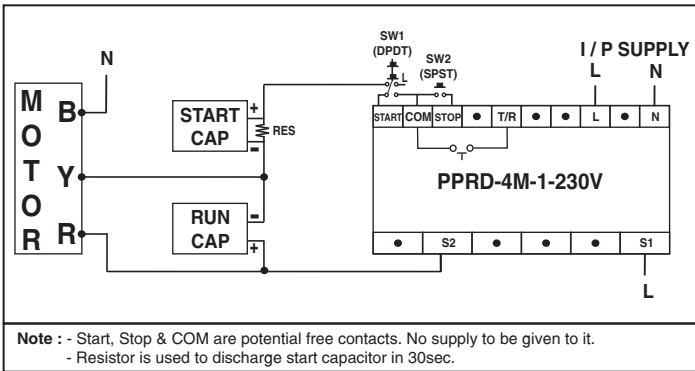 SW1
(DPDT)
SW2
(SPST)
I / P SUPPLY
L
N
N
L
MOTOR
B
Y
R
START
CAP
+
-
RES
RUN
CAP
-
+
START
COM
STOP
•
T/R
•
•
L
•
N
PPRD-4M-1-230V
•
S2
•
•
•
S1
L
Note : - Start, Stop & COM are potential free contacts. No supply to be given to it.
- Resistor is used to discharge start capacitor in 30sec.